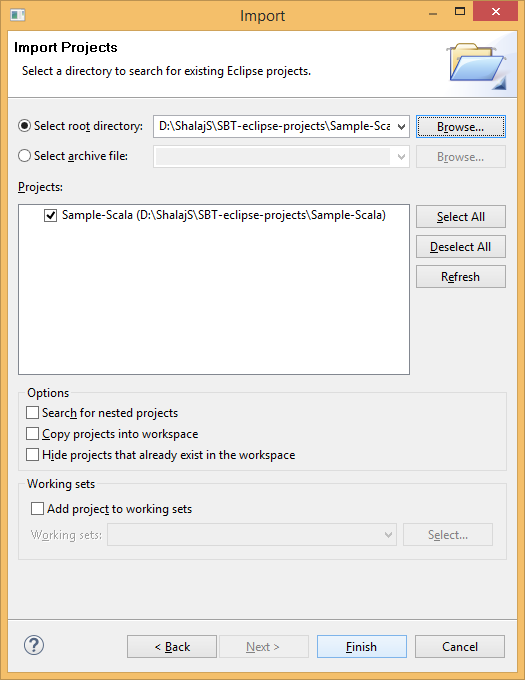 Import
Import Projects
Select a directory to search for existing Eclipse projects.
Select root directory: D:\ShalajS\SBT-eclipse-projects\Sample-Sca Browse...
Select archive file: Browse...
Projects:
Sample-Scala (D:\ShalajS\SBT-eclipse-projects\Sample-Scala) Select All
Deselect All
Refresh
Options
Search for nested projects
Copy projects into workspace
Hide projects that already exist in the workspace
Working sets
Add project to working sets
Working sets: Select...
? < Back Next > Finish Cancel